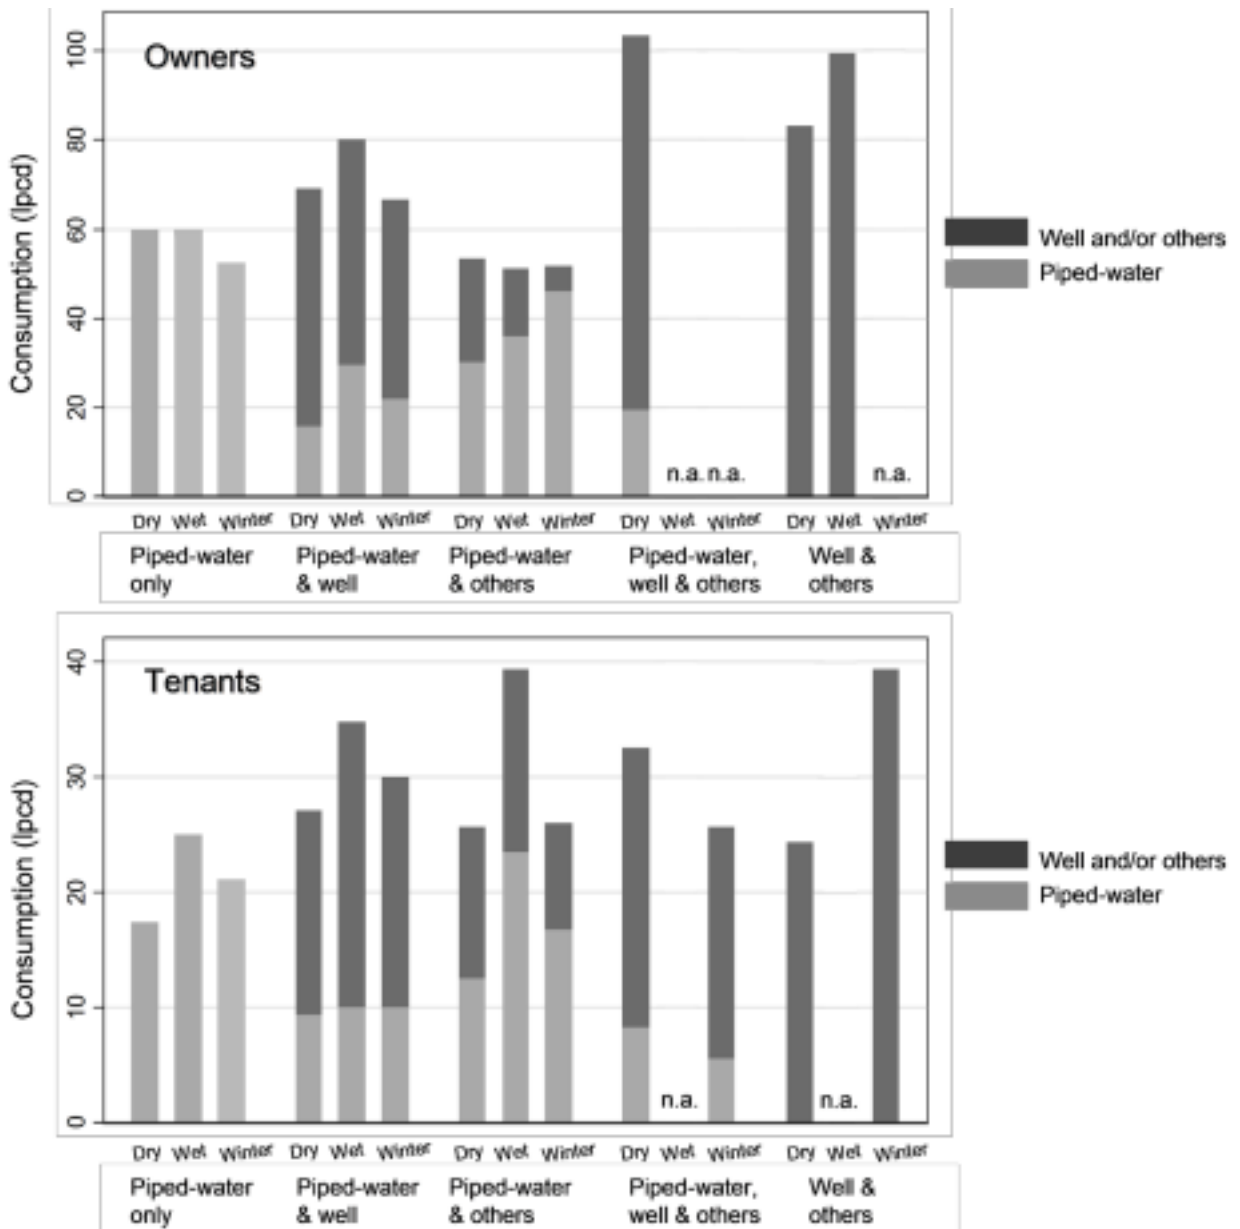 Owners
Consumption (lpcd)
100
80
60
40
20
0
n.a. n.a.
n.a.
Well and/or others
Piped-water
Dry Wet Winter Dry Wet Winter Dry Wet Winter Dry Wet Winter Dry Wet Winter
Piped-water only
Piped-water & well
Piped-water & others
Piped-water, well & others
Well & others
Tenants
Consumption (lpcd)
40
30
20
10
0
n.a.
n.a.
Well and/or others
Piped-water
Dry Wet Winter Dry Wet Winter Dry Wet Winter Dry Wet Winter Dry Wet Winter
Piped-water only
Piped-water & well
Piped-water & others
Piped-water, well & others
Well & others